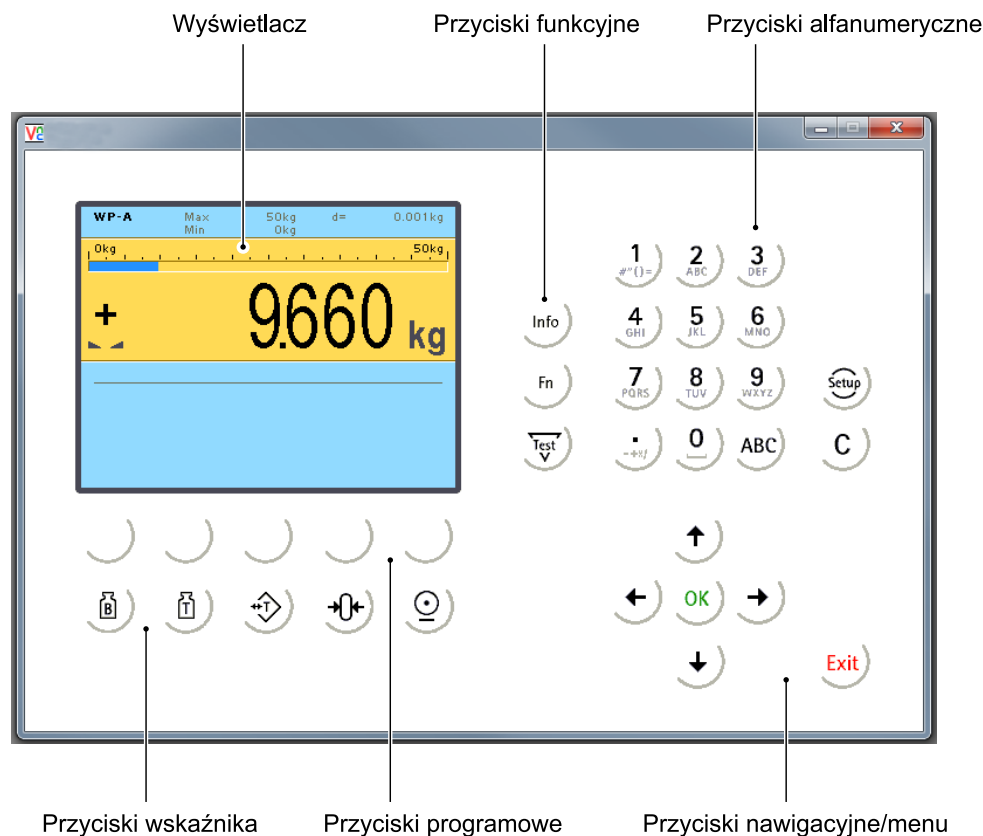 Wyświetlacz
Przyciski funkcyjne
Przyciski alfanumeryczne
WP-A Max 50kg d= 0.001kg
Min 0kg
0kg 50kg
+ 9.660 kg
Info
Fn
Test
1 #"{}=
2 ABC
3 DEF
4 GHI
5 JKL
6 MNO
7 PQRS
8 TUV
9 WXYZ
Setup
.
0
ABC
C
B
T
T
0
OK
Exit
Przyciski wskaźnika
Przyciski programowe
Przyciski nawigacyjne/menu